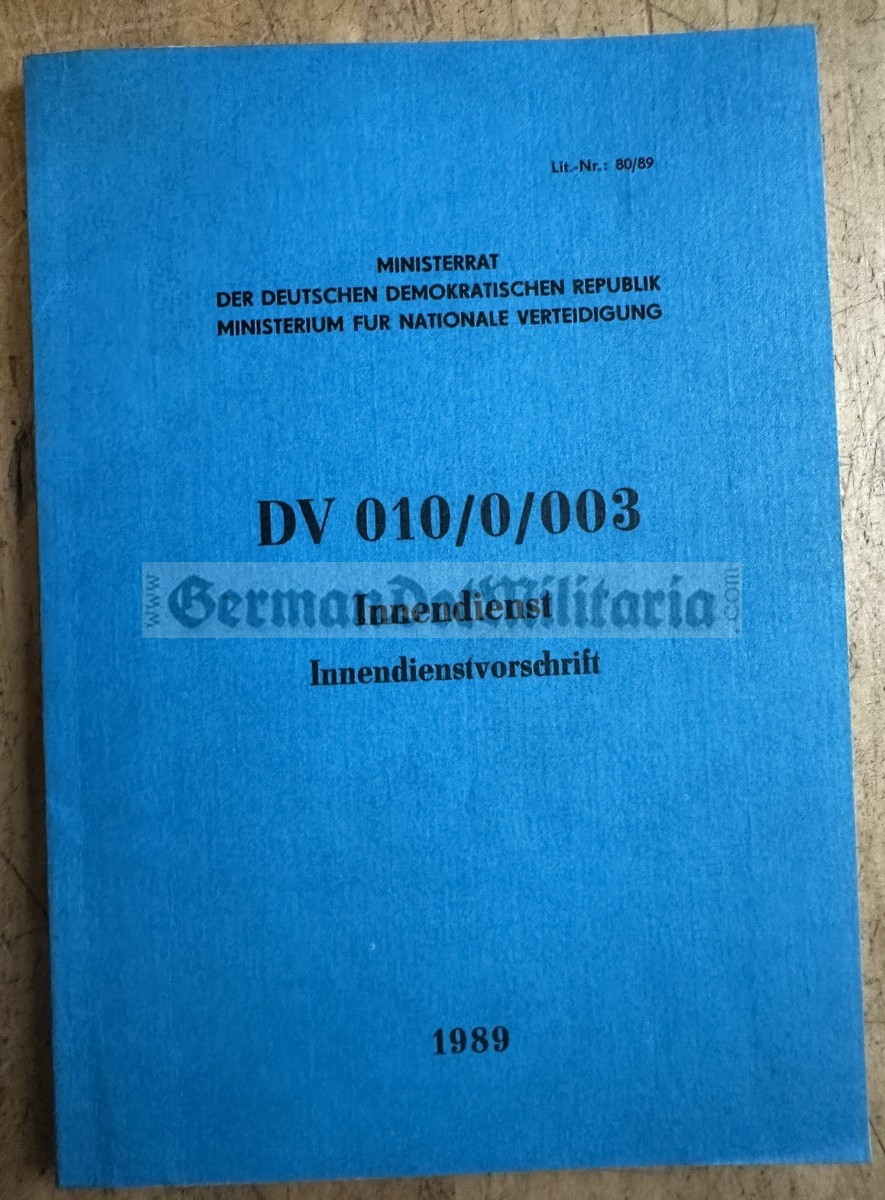 Lit.-Nr.: 80/89
MINISTERRAT
DER DEUTSCHEN DEMOKRATISCHEN REPUBLIK
MINISTERIUM FUR NATIONALE VERTEIDIGUNG
DV 010/0/003
www.GermanDotMilitaria.com
Innendienst
Innendienstvorschrift
1989